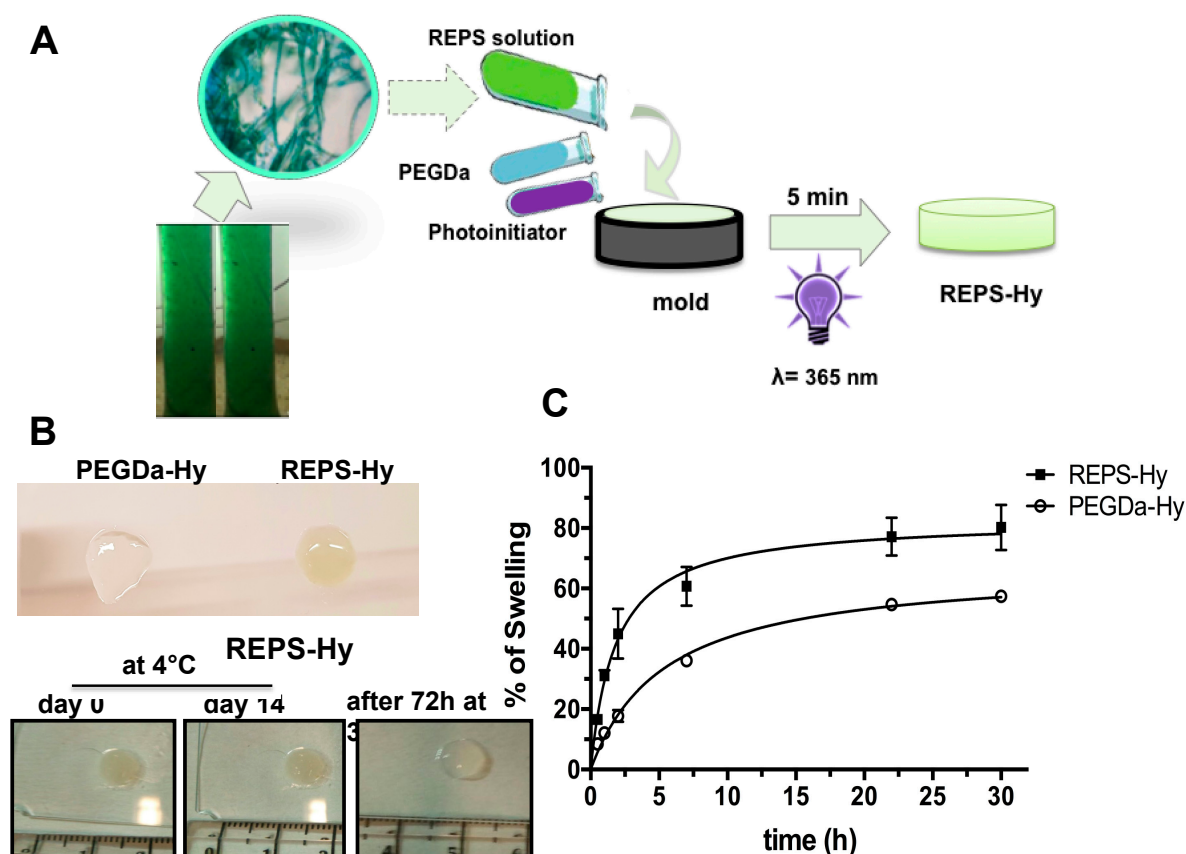 A
REPS solution
PEGDa
Photoinitiator
mold
5 min
λ= 365 nm
REPS-Hy
B
PEGDa-Hy REPS-Hy
REPS-Hy
at 4°C
day 0 day 14 after 72h at
3
C
% of Swelling
100
80
60
40
20
0
0 5 10 15 20 25 30
time (h)
REPS-Hy
PEGDa-Hy